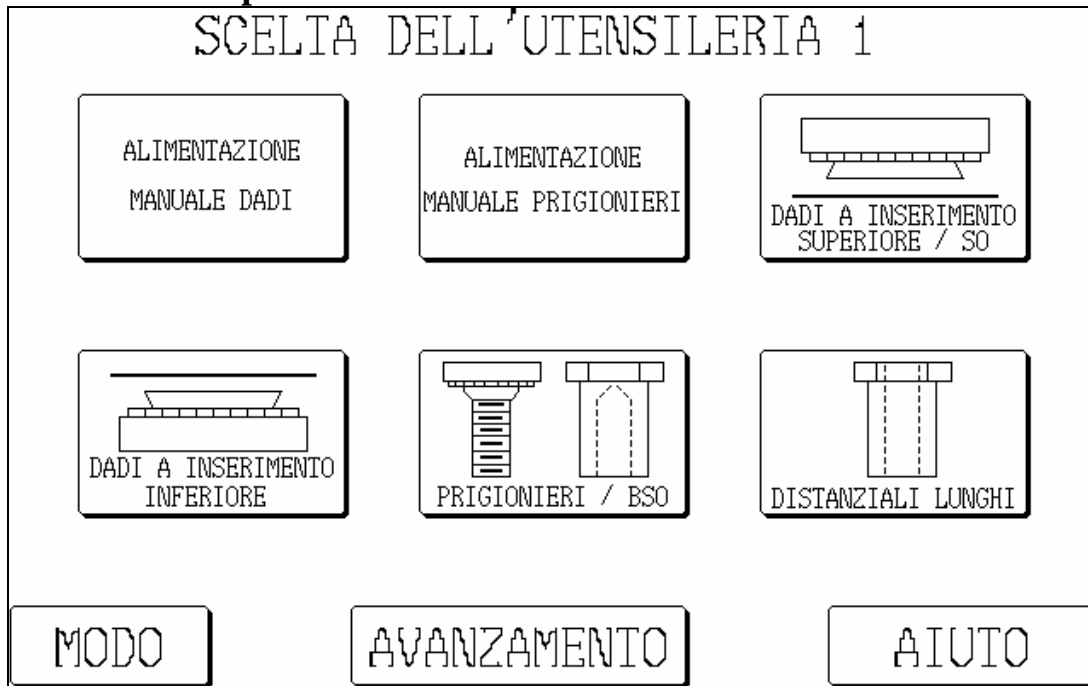 SCELTA DELL'UTENSILERIA 1
ALIMENTAZIONE
MANUALE DADI
ALIMENTAZIONE
MANUALE PRIGIONIERI
DADI A INSERIMENTO
SUPERIORE / SO
DADI A INSERIMENTO
INFERIORE
PRIGIONIERI / BSO
DISTANZIALI LUNGHI
MODO
AVANZAMENTO
AIUTO